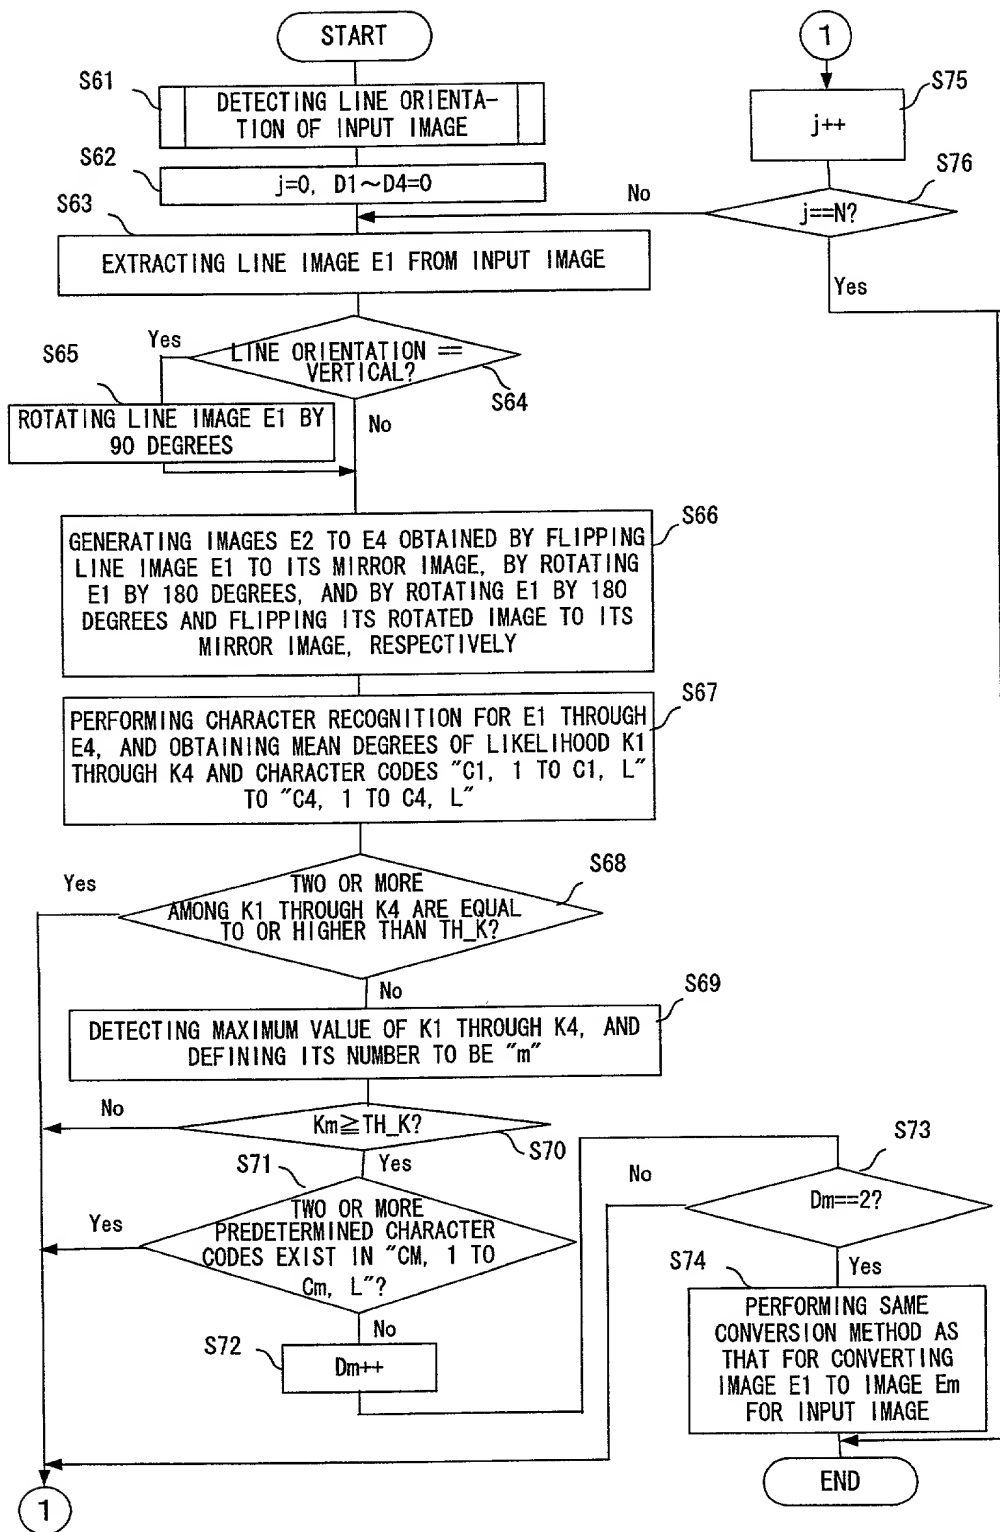 START
S61
DETECTING LINE ORIENTA-
TION OF INPUT IMAGE
S62
j=0, D1~D4=0
S63
EXTRACTING LINE IMAGE E1 FROM INPUT IMAGE
LINE ORIENTATION ==
VERTICAL?
S64
Yes
S65
ROTATING LINE IMAGE E1 BY
90 DEGREES
No
S66
GENERATING IMAGES E2 TO E4 OBTAINED BY FLIPPING
LINE IMAGE E1 TO ITS MIRROR IMAGE, BY ROTATING
E1 BY 180 DEGREES, AND BY ROTATING E1 BY 180
DEGREES AND FLIPPING ITS ROTATED IMAGE TO ITS
MIRROR IMAGE, RESPECTIVELY
S67
PERFORMING CHARACTER RECOGNITION FOR E1 THROUGH
E4, AND OBTAINING MEAN DEGREES OF LIKELIHOOD K1
THROUGH K4 AND CHARACTER CODES "C1, 1 TO C1, L"
TO "C4, 1 TO C4, L"
S68
Yes
TWO OR MORE
AMONG K1 THROUGH K4 ARE EQUAL
TO OR HIGHER THAN TH_K?
No
S69
DETECTING MAXIMUM VALUE OF K1 THROUGH K4, AND
DEFINING ITS NUMBER TO BE "m"
No
Km≧TH_K?
S70
Yes
S71
Yes
TWO OR MORE
PREDETERMINED CHARACTER
CODES EXIST IN "CM, 1 TO
Cm, L"?
No
S72
Dm++
1
1
S75
j++
S76
No
j==N?
Yes
S73
No
Dm==2?
Yes
S74
PERFORMING SAME
CONVERSION METHOD AS
THAT FOR CONVERTING
IMAGE E1 TO IMAGE Em
FOR INPUT IMAGE
END